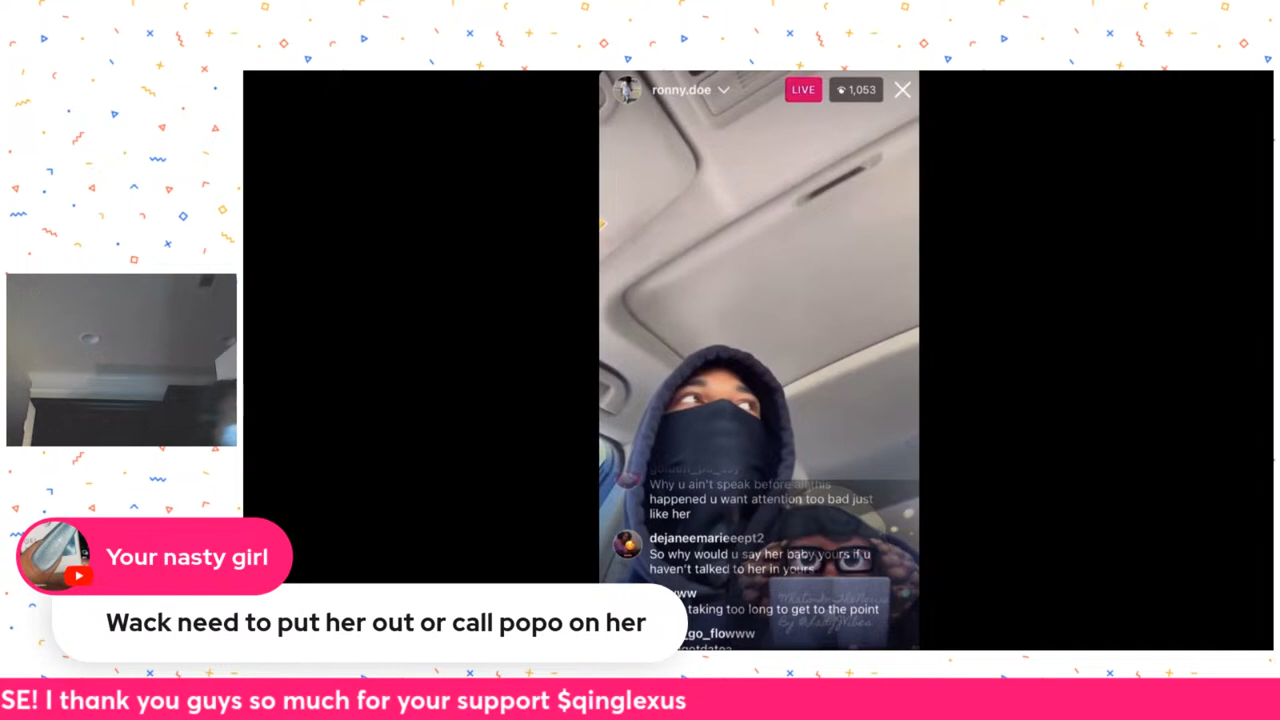 ronny.doe
LIVE
1,053
Why u ain't speak before all this
happened u want attention too bad just
like her
dejaneemarieeept2
So why would u say her baby yours if u
haven't talked to her in yours
ww
taking too long to get to the point
_go_flowww
Your nasty girl
Wack need to put her out or call popo on her
SE! I thank you guys so much for your support $qinglexus